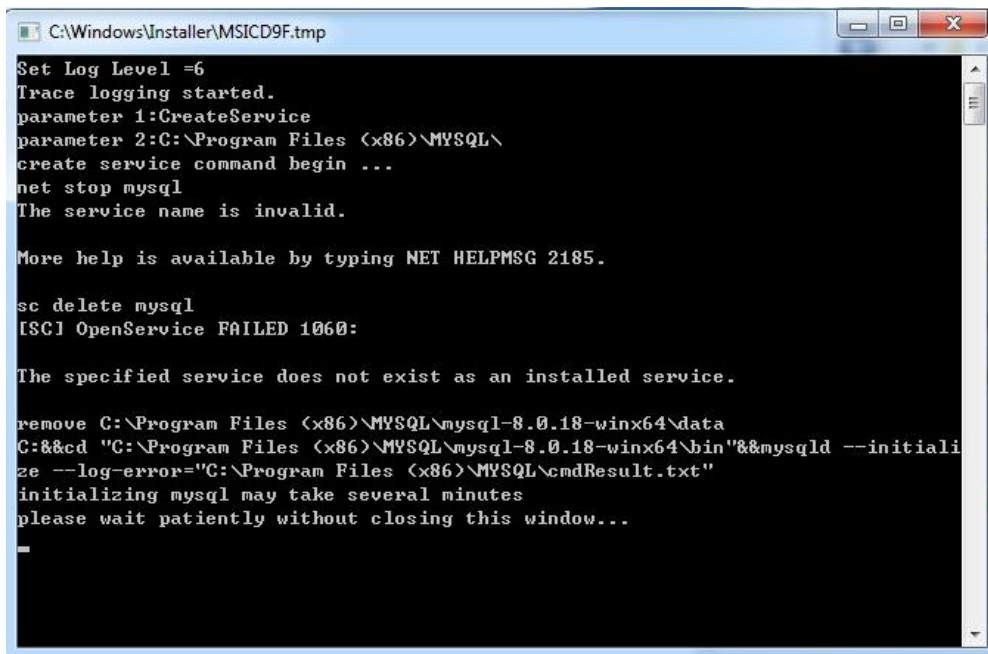 C:\Windows\Installer\MSICD9F.tmp
Set Log Level =6
Trace logging started.
parameter 1:CreateService
parameter 2:C:\Program Files (x86)\MYSQL\
create service command begin ...
net stop mysql
The service name is invalid.
More help is available by typing NET HELPMSG 2185.
sc delete mysql
[SC] OpenService FAILED 1060:
The specified service does not exist as an installed service.
remove C:\Program Files (x86)\MYSQL\mysql-8.0.18-winx64\data
C:&&cd "C:\Program Files (x86)\MYSQL\mysql-8.0.18-winx64\bin"&&mysqld --initiali
ze --log-error="C:\Program Files (x86)\MYSQL\cmdResult.txt"
initializing mysql may take several minutes
please wait patiently without closing this window...